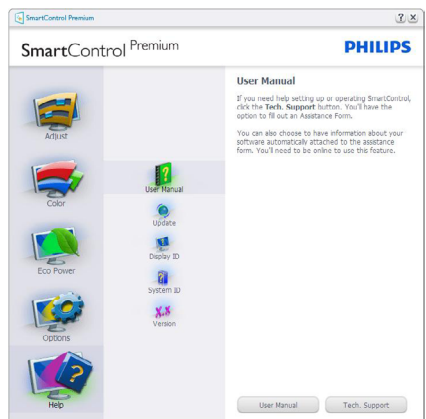 SmartControl Premium
? x
SmartControl Premium
PHILIPS
Adjust
Color
Eco Power
Options
Help
User Manual
Update
Display ID
System ID
X.X
Version
User Manual
If you need help setting up or operating SmartControl,
click the Tech. Support button. You'll have the
option to fill out an Assistance Form.
You can also choose to have information about your
software automatically attached to the assistance
form. You'll need to be online to use this feature.
User Manual
Tech. Support